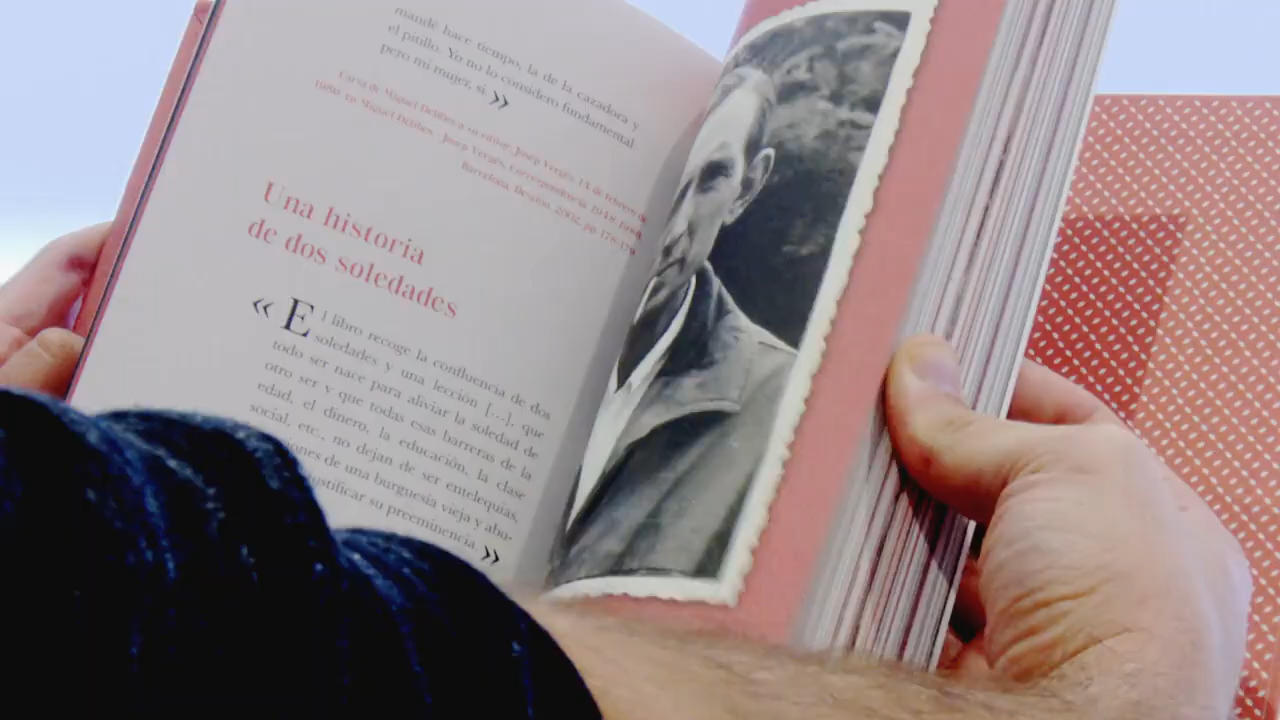 mandé hace tiempo, la de la cazadora y
el pitillo. Yo no lo considero fundamental
pero mi mujer, sí. »
Carta de Miguel Delibes a su editor, Josep Vergés, 14 de febrero de
en Miguel Delibes - Josep Vergés, correspondencia, 1948-1986,
Barcelona, Destino, 2002, pp. 178-179
Una historia
de dos soledades
« El libro recoge la confluencia de dos
soledades y una lección [...], que
todo ser nace para aliviar la soledad de
otro ser y que todas esas barreras de la
edad, el dinero, la educación, la clase
social, etc., no dejan de ser entelequias,
de una burguesía vieja y abu-
justificar su preeminencia. »